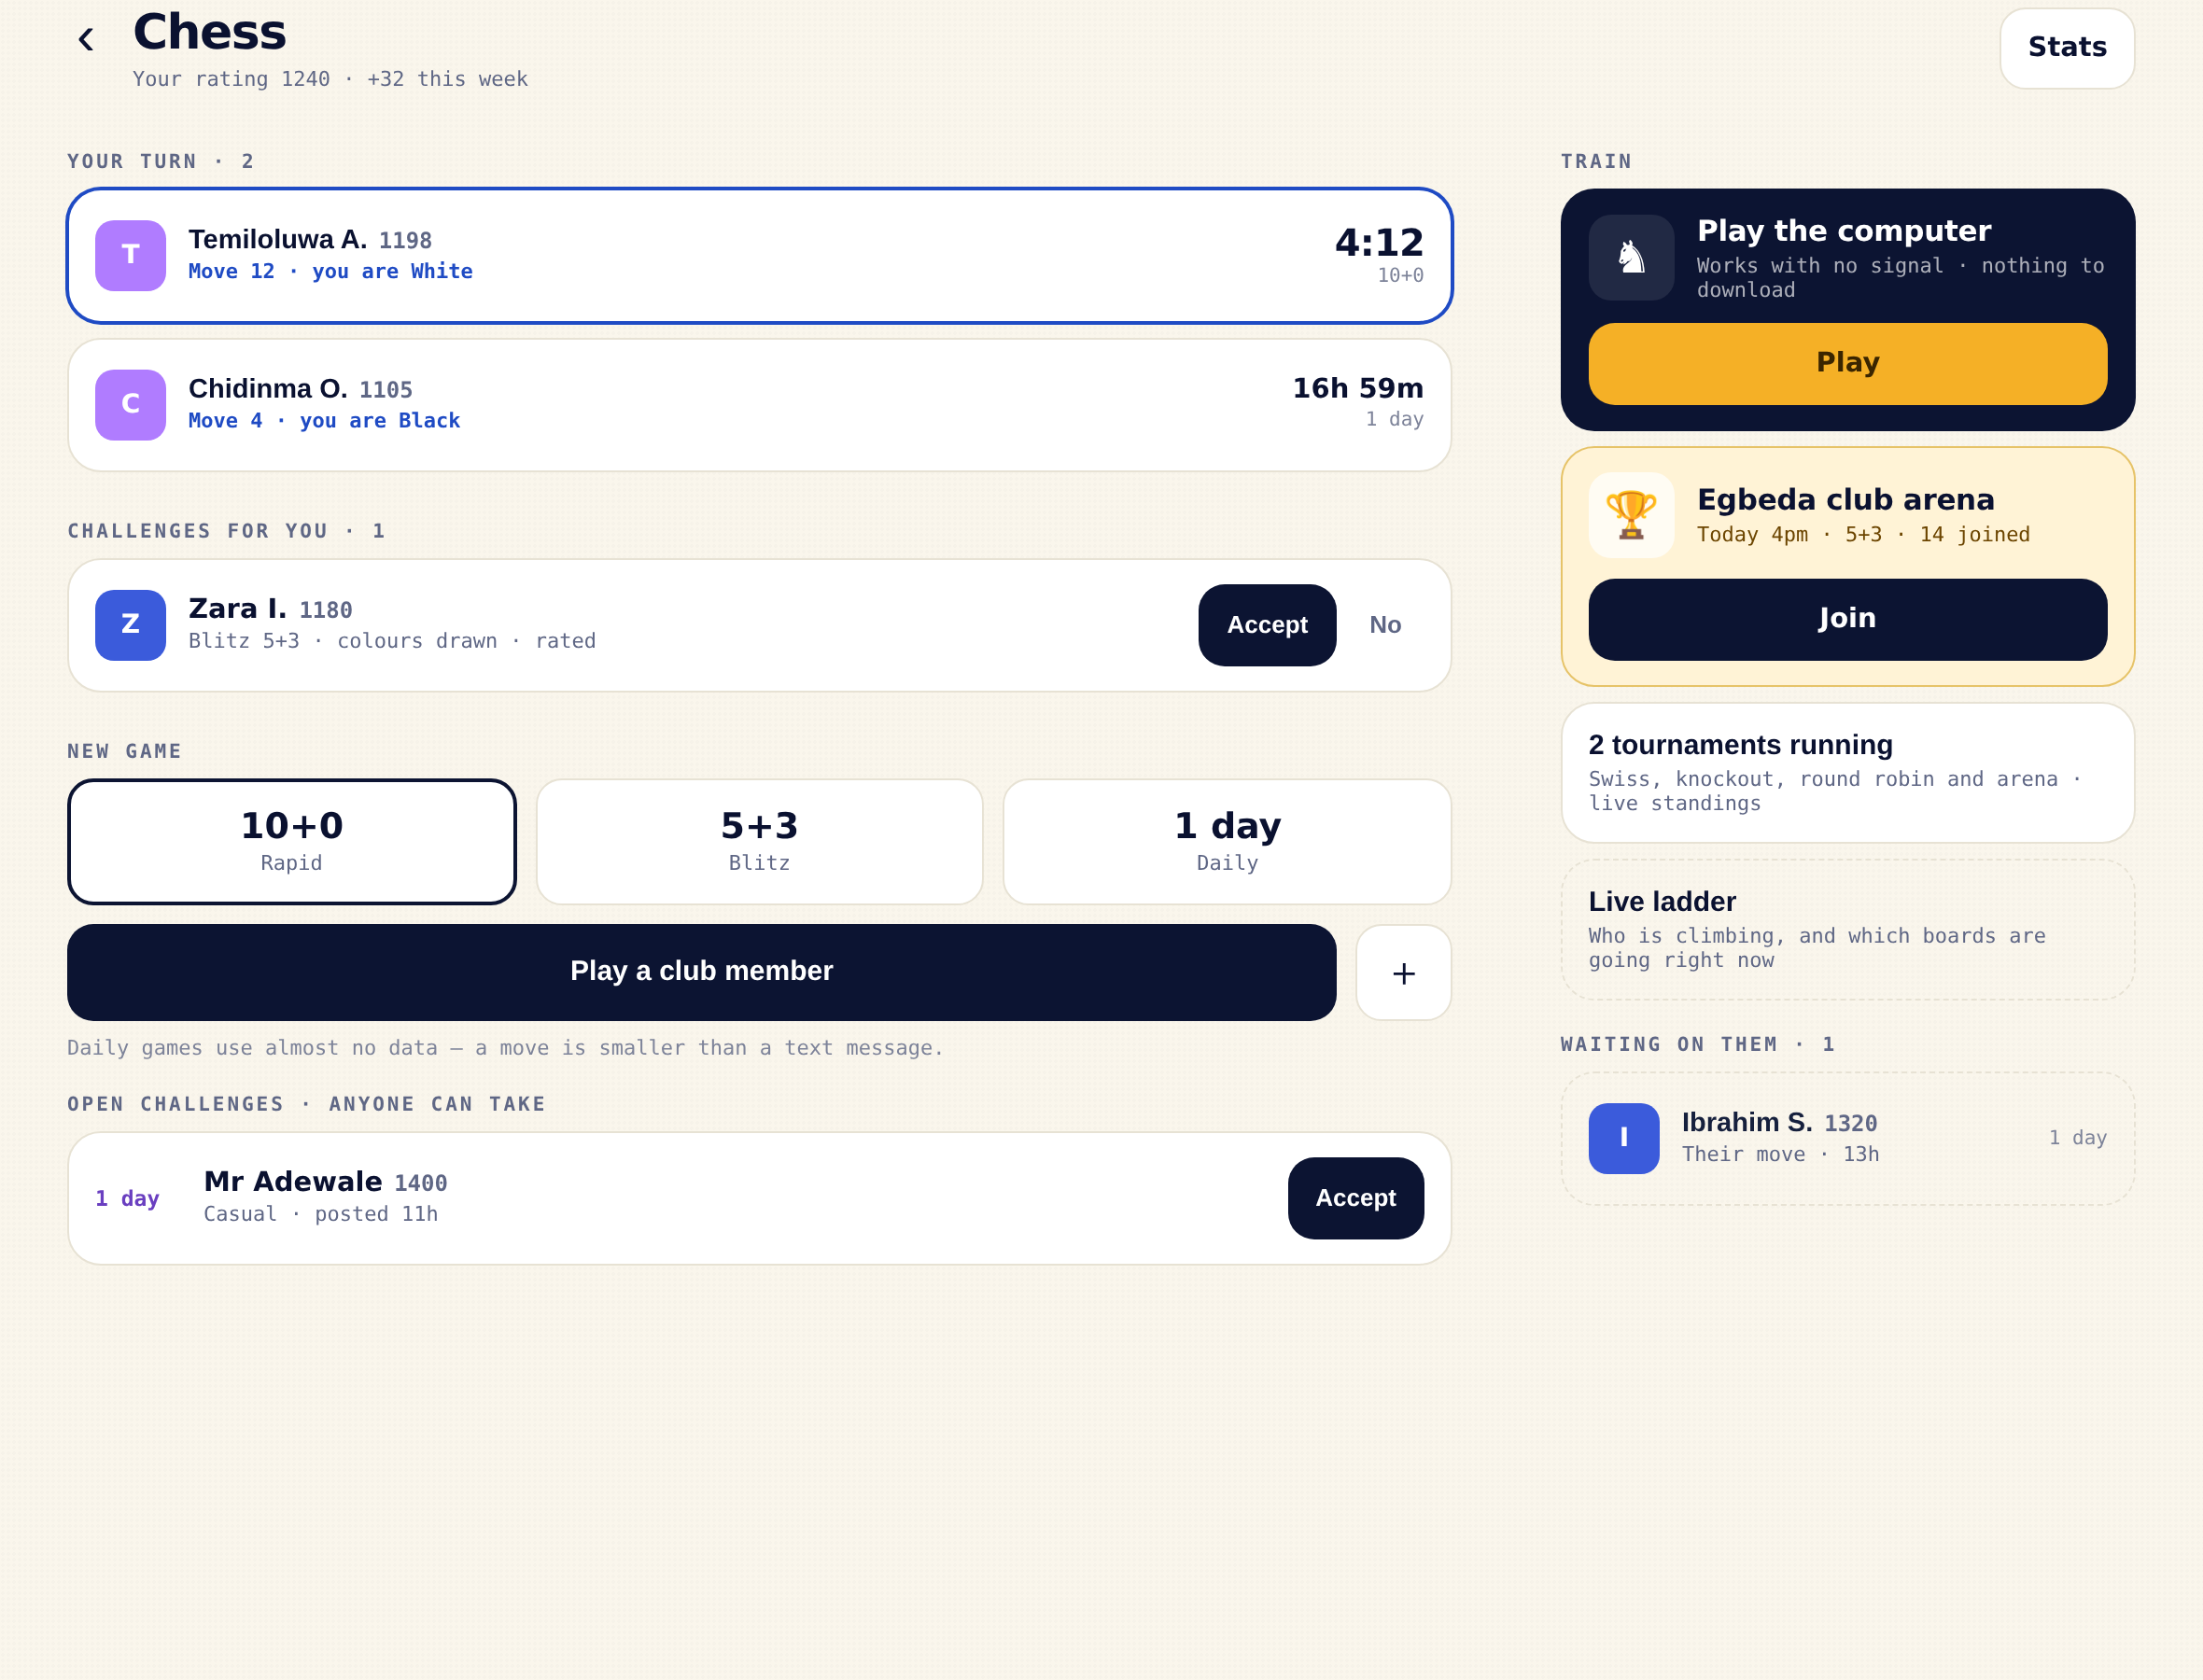 ‹ Chess
Your rating 1240 · +32 this week
Stats
YOUR TURN · 2
T
Temiloluwa A. 1198
Move 12 · you are White
4:12
10+0
C
Chidinma O. 1105
Move 4 · you are Black
16h 59m
1 day
CHALLENGES FOR YOU · 1
Z
Zara I. 1180
Blitz 5+3 · colours drawn · rated
Accept
No
NEW GAME
10+0
Rapid
5+3
Blitz
1 day
Daily
Play a club member
+
Daily games use almost no data — a move is smaller than a text message.
OPEN CHALLENGES · ANYONE CAN TAKE
1 day
Mr Adewale 1400
Casual · posted 11h
Accept
TRAIN
Play the computer
Works with no signal · nothing to
download
Play
Egbeda club arena
Today 4pm · 5+3 · 14 joined
Join
2 tournaments running
Swiss, knockout, round robin and arena ·
live standings
Live ladder
Who is climbing, and which boards are
going right now
WAITING ON THEM · 1
I
Ibrahim S. 1320
Their move · 13h
1 day